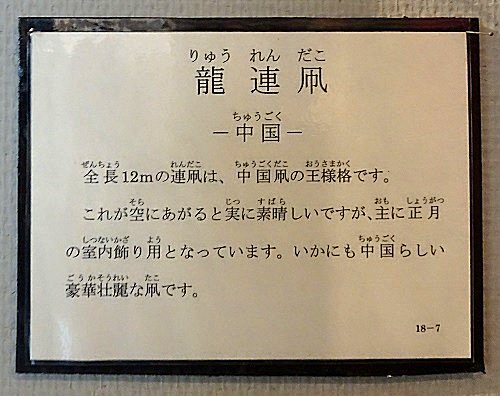 りゅう れん だこ
龍連凧
ちゅうごく
－中国－
ぜんちょう れんだこ ちゅうごくだこ おうさまかく
全長12mの連凧は、中国凧の王様格です。
そら じつ すばら おも しょうがつ
これが空にあがると実に素晴しいですが、主に正月
しつないかざ よう ちゅうごく
の室内飾り用となっています。いかにも中国らしい
ごうかそうれい たこ
豪華壮麗な凧です。
18－7